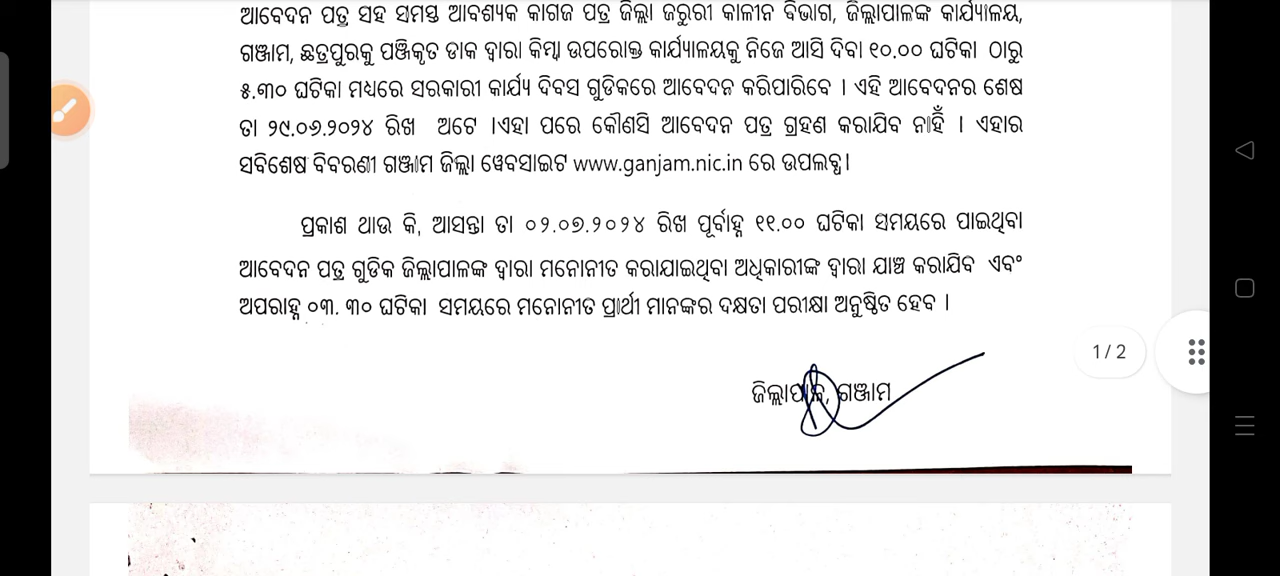 ଆବେଦନ ପତ୍ର ସହ ସମସ୍ତ ଆବଶ୍ୟକ କାଗଜ ପତ୍ର ଜିଲ୍ଲା ଜରୁରୀ କାଳୀନ ବିଭାଗ, ଜିଲ୍ଲାପାଳଙ୍କ କାର୍ଯ୍ୟାଳୟ,
ଗଞ୍ଜାମ, ଛତ୍ରପୁରକୁ ପଞ୍ଜିକୃତ ଡାକ ଦ୍ୱାରା କିମ୍ବା ଉପରୋକ୍ତ କାର୍ଯ୍ୟାଳୟକୁ ନିଜେ ଆସି ଦିବା ୧୦.୦୦ ଘଟିକା ଠାରୁ
୫.୩୦ ଘଟିକା ମଧ୍ୟରେ ସରକାରୀ କାର୍ଯ୍ୟ ଦିବସ ଗୁଡିକରେ ଆବେଦନ କରିପାରିବେ । ଏହି ଆବେଦନର ଶେଷ
ତା ୨୯.୦୬.୨୦୨୪ ରିଖ ଅଟେ ।ଏହା ପରେ କୌଣସି ଆବେଦନ ପତ୍ର ଗ୍ରହଣ କରାଯିବ ନାହିଁ । ଏହାର
ସବିଶେଷ ବିବରଣୀ ଗଞ୍ଜାମ ଜିଲ୍ଲା ୱେବସାଇଟ www.ganjam.nic.in ରେ ଉପଲବ୍ଧ।
ପ୍ରକାଶ ଥାଉ କି, ଆସନ୍ତା ତା ୦୨.୦୭.୨୦୨୪ ରିଖ ପୂର୍ବାହ୍ନ ୧୧.୦୦ ଘଟିକା ସମୟରେ ପାଇଥିବା
ଆବେଦନ ପତ୍ର ଗୁଡିକ ଜିଲ୍ଲାପାଳଙ୍କ ଦ୍ୱାରା ମନୋନୀତ କରାଯାଇଥିବା ଅଧିକାରୀଙ୍କ ଦ୍ୱାରା ଯାଞ୍ଚ କରାଯିବ ଏବଂ
ଅପରାହ୍ନ ୦୩. ୩୦ ଘଟିକା ସମୟରେ ମନୋନୀତ ପ୍ରାର୍ଥୀ ମାନଙ୍କର ଦକ୍ଷତା ପରୀକ୍ଷା ଅନୁଷ୍ଠିତ ହେବ ।
1/2
ଜିଲ୍ଲାପାଳ, ଗଞ୍ଜାମ